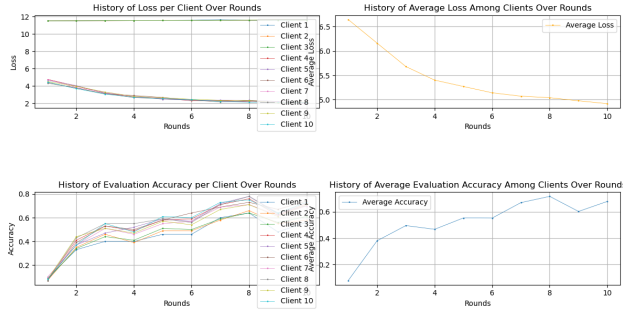 History of Loss per Client Over Rounds
Loss
12
10
8
6
4
2
2
4
6
8
Rounds
Client 1
Client 2
Client 3
Client 4
Client 5
Client 6
Client 7
Client 8
Client 9
Client 10
History of Average Loss Among Clients Over Rounds
Average Loss
6.5
6.0
5.5
5.0
2
4
6
8
10
Rounds
Average Loss
History of Evaluation Accuracy per Client Over Rounds
Accuracy
0.8
0.6
0.4
0.2
2
4
6
8
Rounds
Client 1
Client 2
Client 3
Client 4
Client 5
Client 6
Client 7
Client 8
Client 9
Client 10
History of Average Evaluation Accuracy Among Clients Over Round
Average Accuracy
0.6
0.4
0.2
2
4
6
8
10
Rounds
Average Accuracy